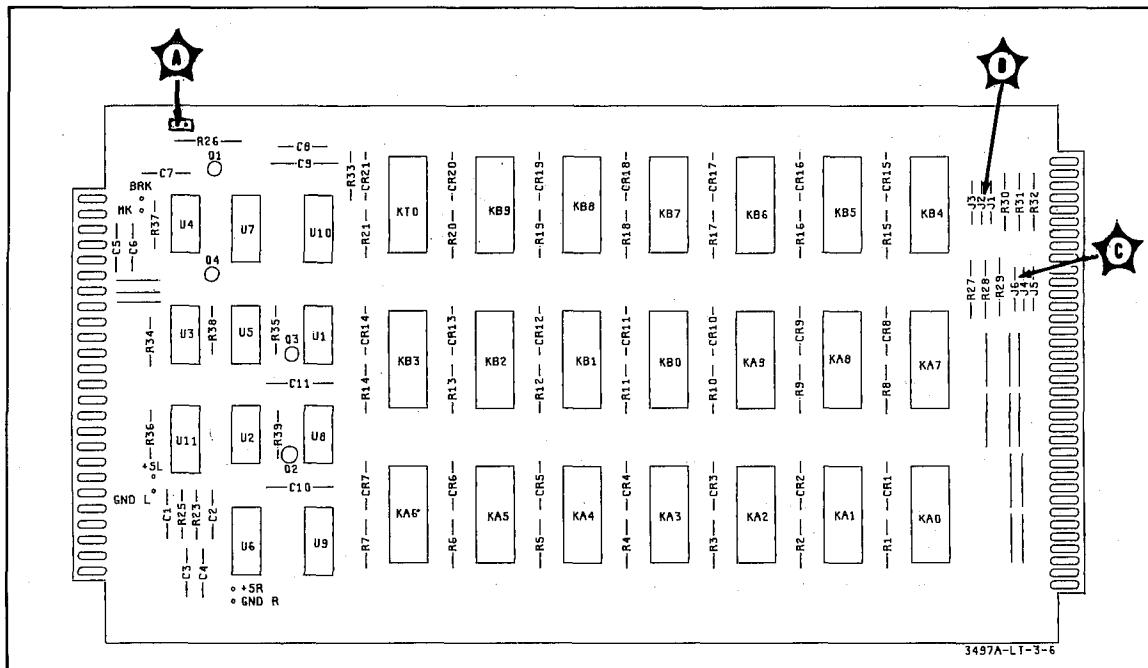 A
D
R26
C8
Q1
C9
C7
BRK
MK
R37
C5
C6
U4
U7
U10
Q4
R33
CR21
R21
KT0
CR20
R20
KB9
CR19
R19
KB8
CR18
R18
KB7
CR17
R17
KB6
CR16
R16
KB5
CR15
R15
KB4
J3
J2
J1
R30
R31
R32
C
R27
R28
R29
J6
J4
J5
R34
U3
R38
U5
R35
Q3
U1
C11
CR14
R14
KB3
CR13
R13
KB2
CR12
R12
KB1
CR11
R11
KB0
CR10
R10
KA9
CR9
R9
KA8
CR8
R8
KA7
R36
U11
U2
R39
U8
Q2
+5L
GND L
C10
C1
R25
R23
C2
C3
C4
U6
U9
+5R
GND R
CR7
R7
KA6
CR6
R6
KA5
CR5
R5
KA4
CR4
R4
KA3
CR3
R3
KA2
CR2
R2
KA1
CR1
R1
KA0
3497A-LT-3-6